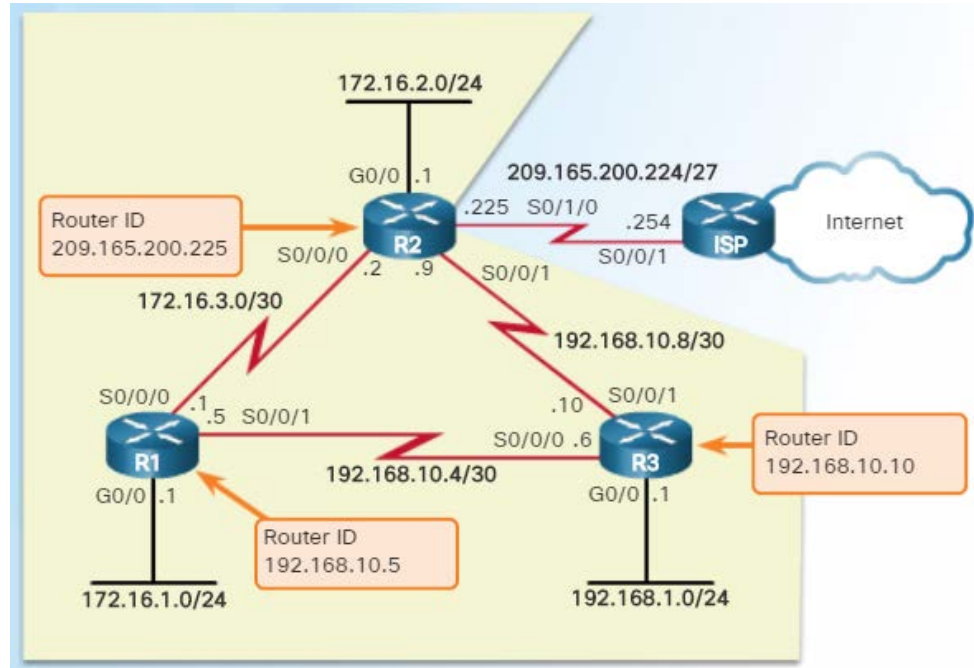 172.16.2.0/24
G0/0 .1
209.165.200.224/27
Router ID
209.165.200.225
.225 S0/1/0
.254
Internet
R2
ISP
S0/0/0
.2
.9
S0/0/1
S0/0/1
172.16.3.0/30
192.168.10.8/30
S0/0/0
.1
S0/0/1
.5 S0/0/1
.10
S0/0/0 .6
Router ID
192.168.10.10
R1
R3
192.168.10.4/30
G0/0 .1
G0/0 .1
Router ID
192.168.10.5
172.16.1.0/24
192.168.1.0/24